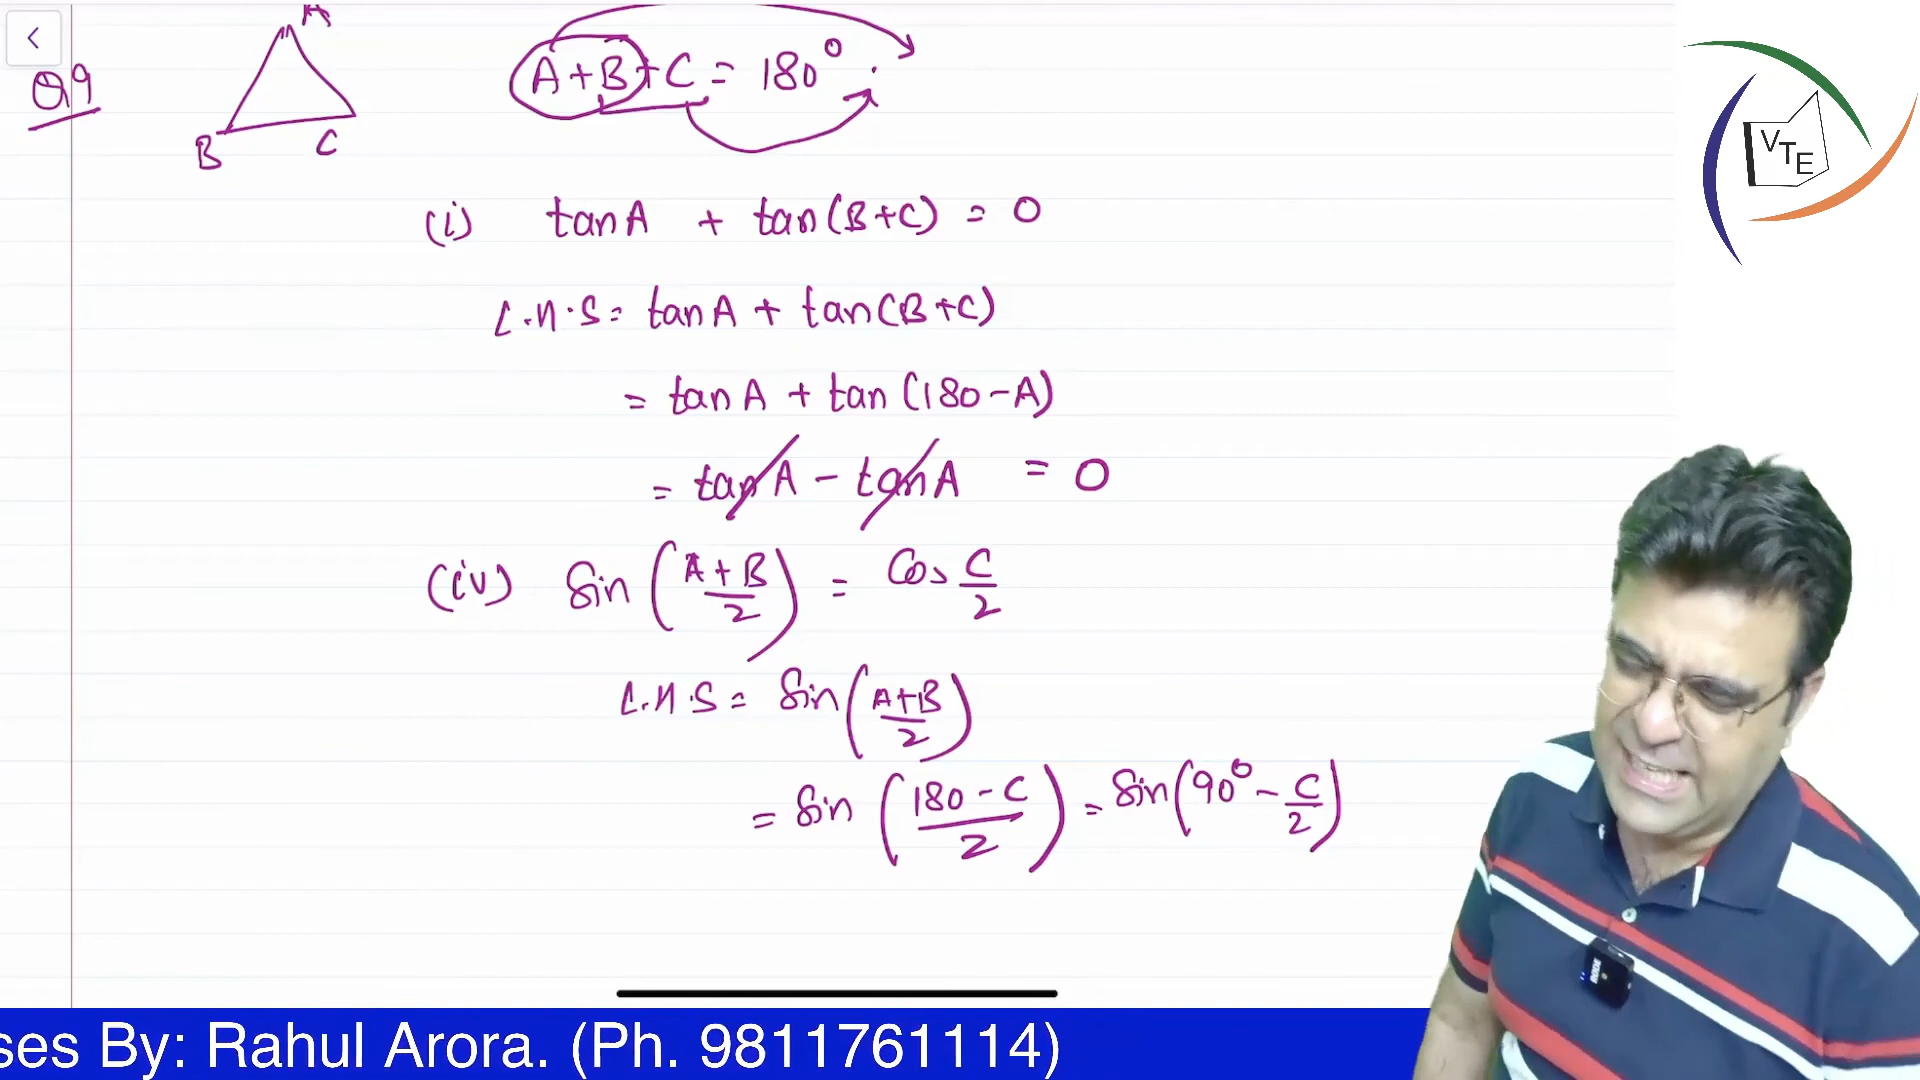 A
Q9
B
C
A+B+C = 180°
(i) tanA + tan(B+C) = 0
L.H.S = tanA + tan(B+C)
= tanA + tan(180-A)
= tanA - tanA = 0
(iv) Sin (A+B/2) = Cos C/2
L.H.S = Sin (A+B/2)
= Sin (180-C/2) = Sin (90° - C/2)
VTE
ses By: Rahul Arora. (Ph. 9811761114)